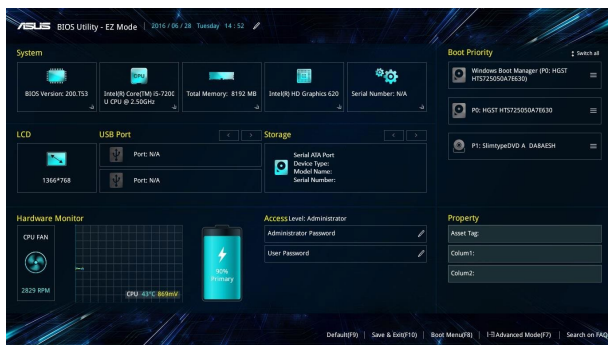 ASUS BIOS Utility - EZ Mode 2016/06/28 Tuesday 14:52
System
BIOS Version: 200.T53
CPU
Intel(R) Core(TM) i5-7200
U CPU @ 2.50GHz
Total Memory: 8192 MB
Intel(R) HD Graphics 620
Serial Number: N/A
Boot Priority
Switch all
Windows Boot Manager (P0: HGST
HTS725050A7E630)
P0: HGST HTS725050A7E630
P1: SlimtypeDVD A DA8AESH
LCD
1366*768
USB Port
Port: N/A
Port: N/A
Storage
Serial ATA Port
Device Type:
Model Name:
Serial Number:
Hardware Monitor
CPU FAN
2829 RPM
CPU 43°C 869mV
90%
Primary
Access Level: Administrator
Administrator Password
User Password
Property
Asset Tag:
Colum1:
Colum2:
Default(F9) | Save & Exit(F10) | Boot Menu(F8) | Advanced Mode(F7) | Search on FAQ